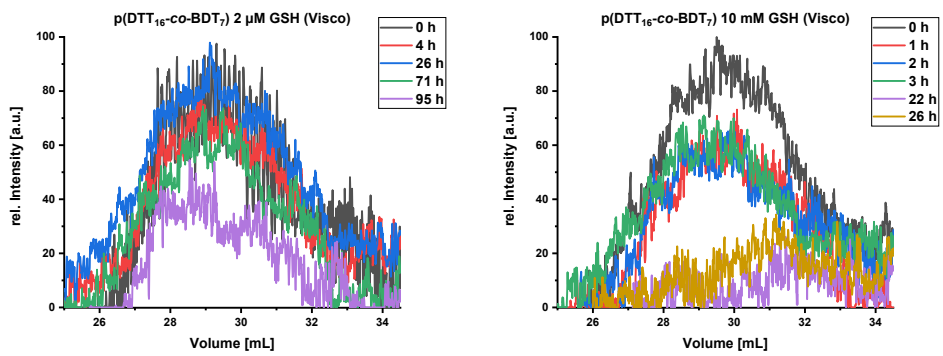 p(DTT₁₆-co-BDT₇) 2 µM GSH (Visco)
0 h
4 h
26 h
71 h
95 h
100
80
60
40
20
0
rel. Intensity [a.u.]
26
28
30
32
34
Volume [mL]
p(DTT₁₆-co-BDT₇) 10 mM GSH (Visco)
0 h
1 h
2 h
3 h
22 h
26 h
100
80
60
40
20
0
rel. Intensity [a.u.]
26
28
30
32
34
Volume [mL]